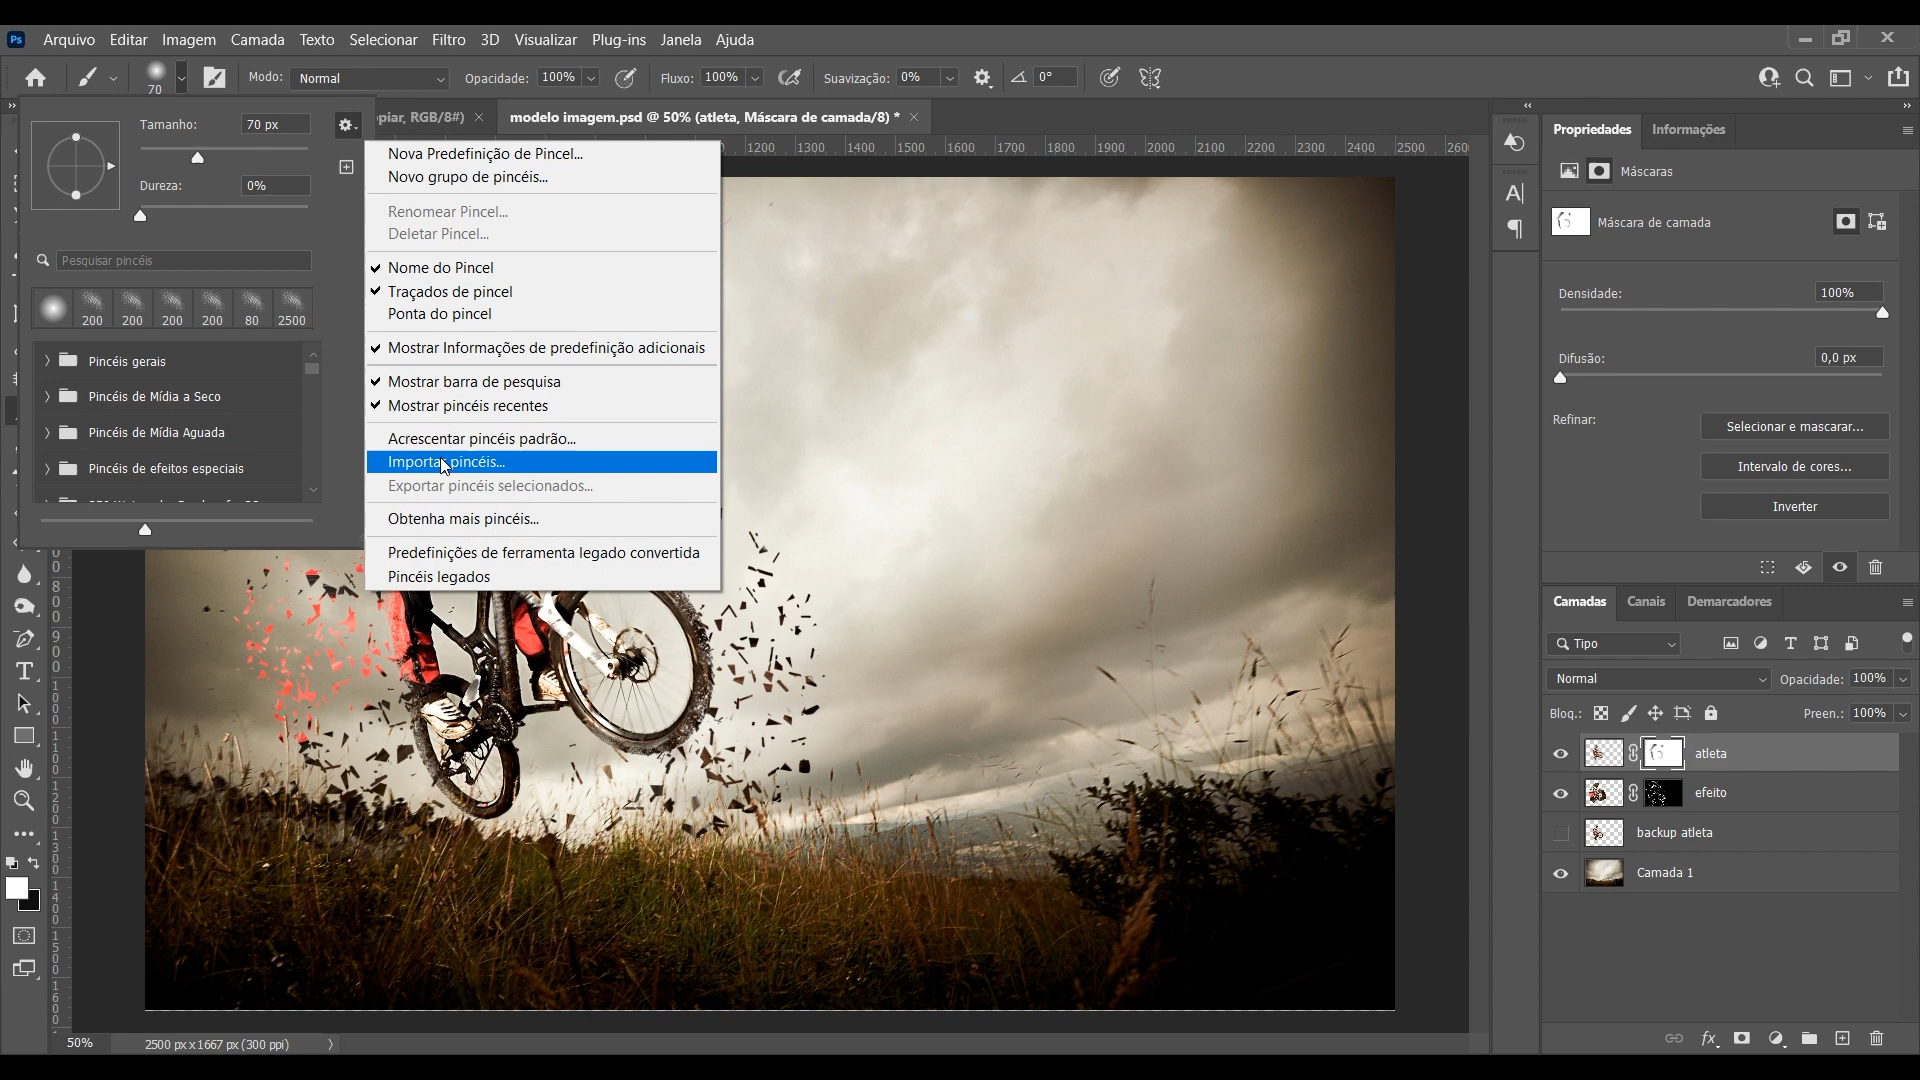 Ps Arquivo Editar Imagem Camada Texto Selecionar Filtro 3D Visualizar Plug-ins Janela Ajuda
70 Modo: Normal Opacidade: 100% Fluxo: 100% Suavização: 0% 0°
Tamanho: 70 px
Dureza: 0%
Pesquisar pincéis
200 200 200 200 80 2500
Pincéis gerais
Pincéis de Mídia a Seco
Pincéis de Mídia Aguada
Pincéis de efeitos especiais
piar, RGB/8#)
modelo imagem.psd @ 50% (atleta, Máscara de camada/8) *
1200 1300 1400 1500 1600 1700 1800 1900 2000 2100 2200 2300 2400 2500 2600
Nova Predefinição de Pincel...
Novo grupo de pincéis...
Renomear Pincel...
Deletar Pincel...
Nome do Pincel
Traçados de pincel
Ponta do pincel
Mostrar Informações de predefinição adicionais
Mostrar barra de pesquisa
Mostrar pincéis recentes
Acrescentar pincéis padrão...
Importar pincéis...
Exportar pincéis selecionados...
Obtenha mais pincéis...
Predefinições de ferramenta legado convertida
Pincéis legados
Propriedades Informações
Máscaras
Máscara de camada
Densidade: 100%
Difusão: 0,0 px
Refinar: Selecionar e mascarar...
Intervalo de cores...
Inverter
Camadas Canais Demarcadores
Tipo
Normal Opacidade: 100%
Bloq.: Preen.: 100%
atleta
efeito
backup atleta
Camada 1
fx
50% 2500 px x 1667 px (300 ppi)